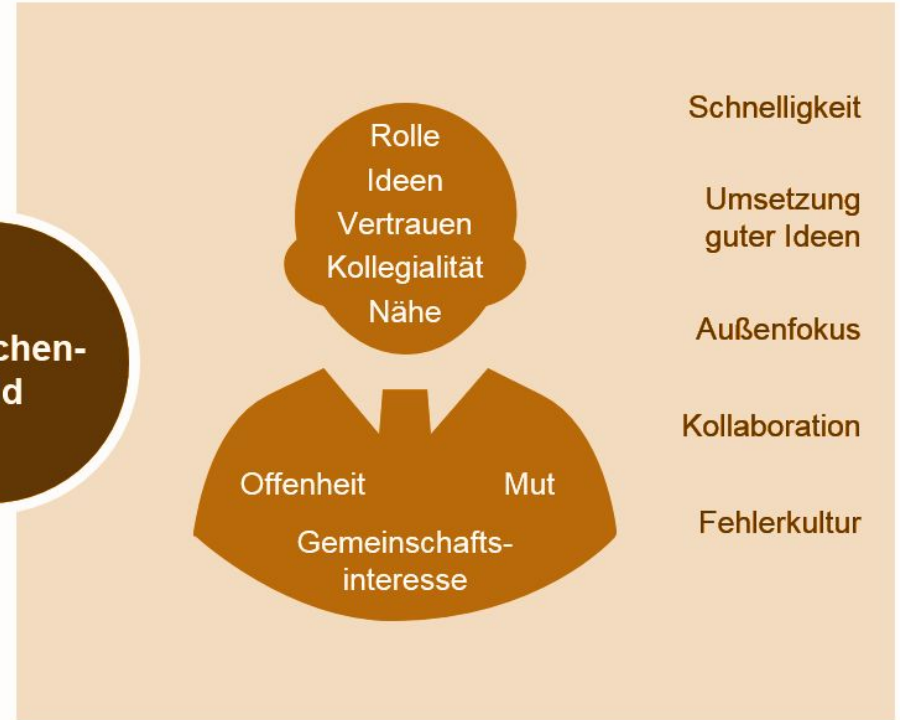 chen-
d
Rolle
Ideen
Vertrauen
Kollegialität
Nähe
Offenheit
Mut
Gemeinschafts-
interesse
Schnelligkeit
Umsetzung
guter Ideen
Außenfokus
Kollaboration
Fehlerkultur